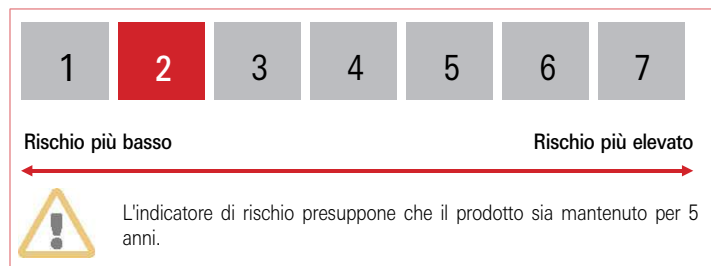 1 2 3 4 5 6 7
Rischio più basso Rischio più elevato
L'indicatore di rischio presuppone che il prodotto sia mantenuto per 5
anni.